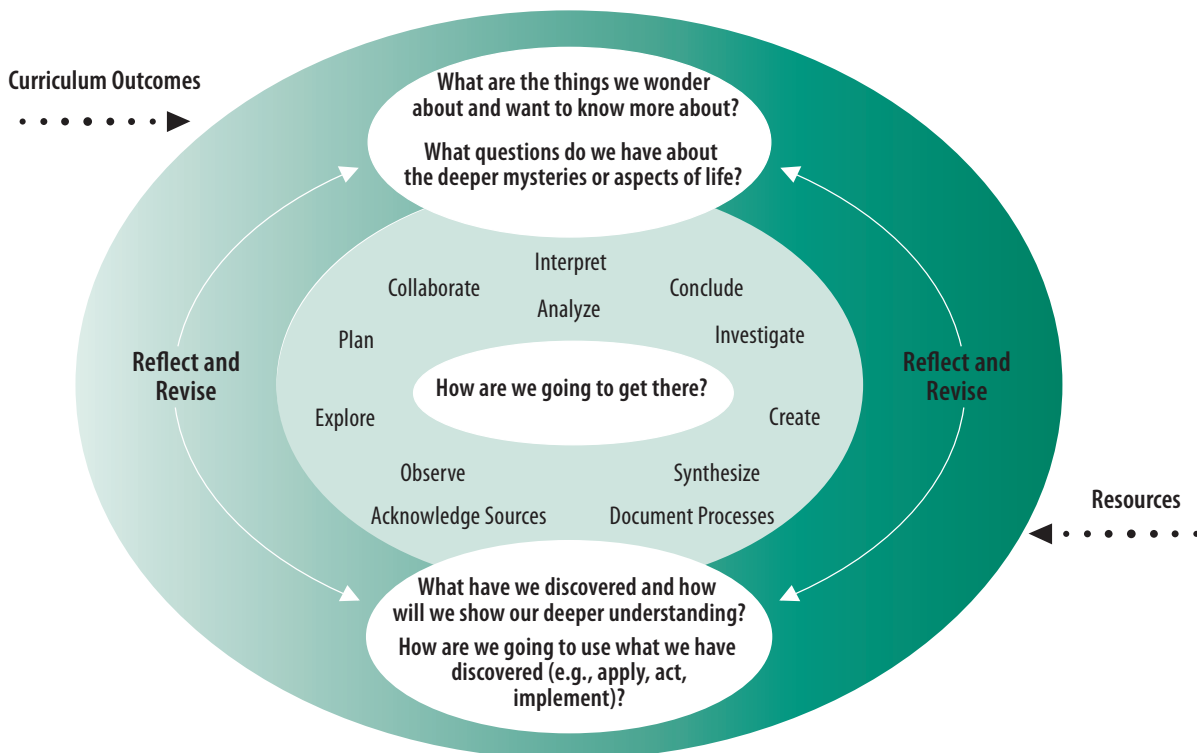 Curriculum Outcomes
What are the things we wonder
about and want to know more about?
What questions do we have about
the deeper mysteries or aspects of life?
Interpret
Collaborate
Conclude
Analyze
Plan
Investigate
Reflect and
Revise
How are we going to get there?
Reflect and
Revise
Explore
Create
Observe
Synthesize
Acknowledge Sources
Document Processes
Resources
What have we discovered and how
will we show our deeper understanding?
How are we going to use what we have
discovered (e.g., apply, act,
implement)?